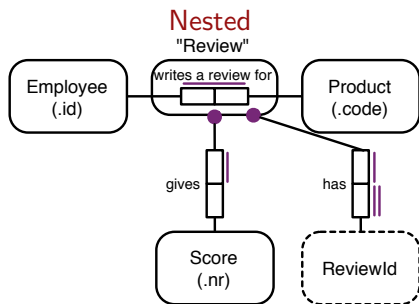 Nested
"Review"
writes a review for
Employee
(.id)
Product
(.code)
gives
has
Score
(.nr)
ReviewId